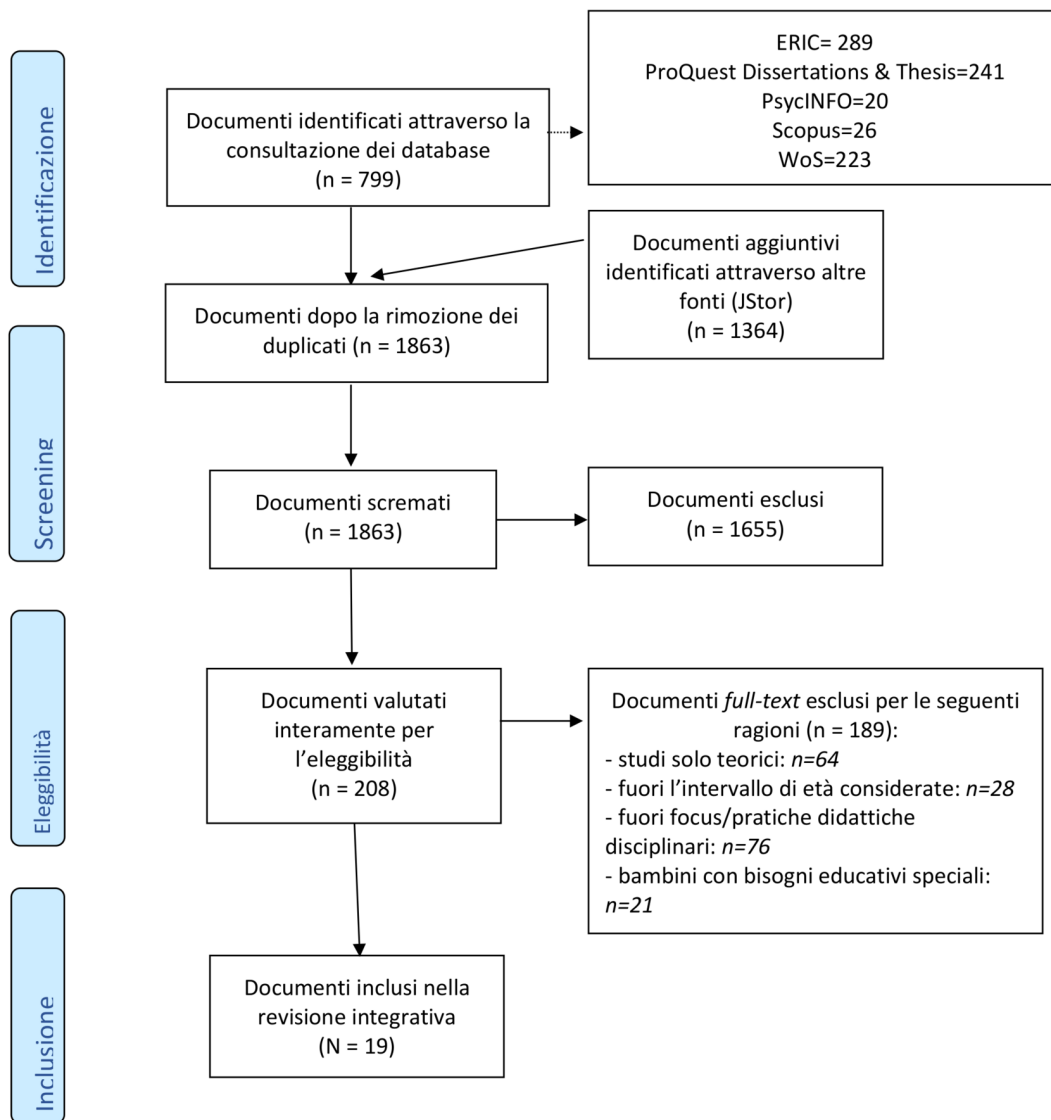 Identificazione
Documenti identificati attraverso la
consultazione dei database
(n = 799)
ERIC= 289
ProQuest Dissertations & Thesis=241
PsycINFO=20
Scopus=26
WoS=223
Documenti aggiuntivi
identificati attraverso altre
fonti (JStor)
(n = 1364)
Documenti dopo la rimozione dei
duplicati (n = 1863)
Screening
Documenti scremati
(n = 1863)
Documenti esclusi
(n = 1655)
Eleggibilità
Documenti valutati
interamente per
l'eleggibilità
(n = 208)
Documenti full-text esclusi per le seguenti
ragioni (n = 189):
- studi solo teorici: n=64
- fuori l'intervallo di età considerate: n=28
- fuori focus/pratiche didattiche
disciplinari: n=76
- bambini con bisogni educativi speciali:
n=21
Inclusione
Documenti inclusi nella
revisione integrativa
(N = 19)